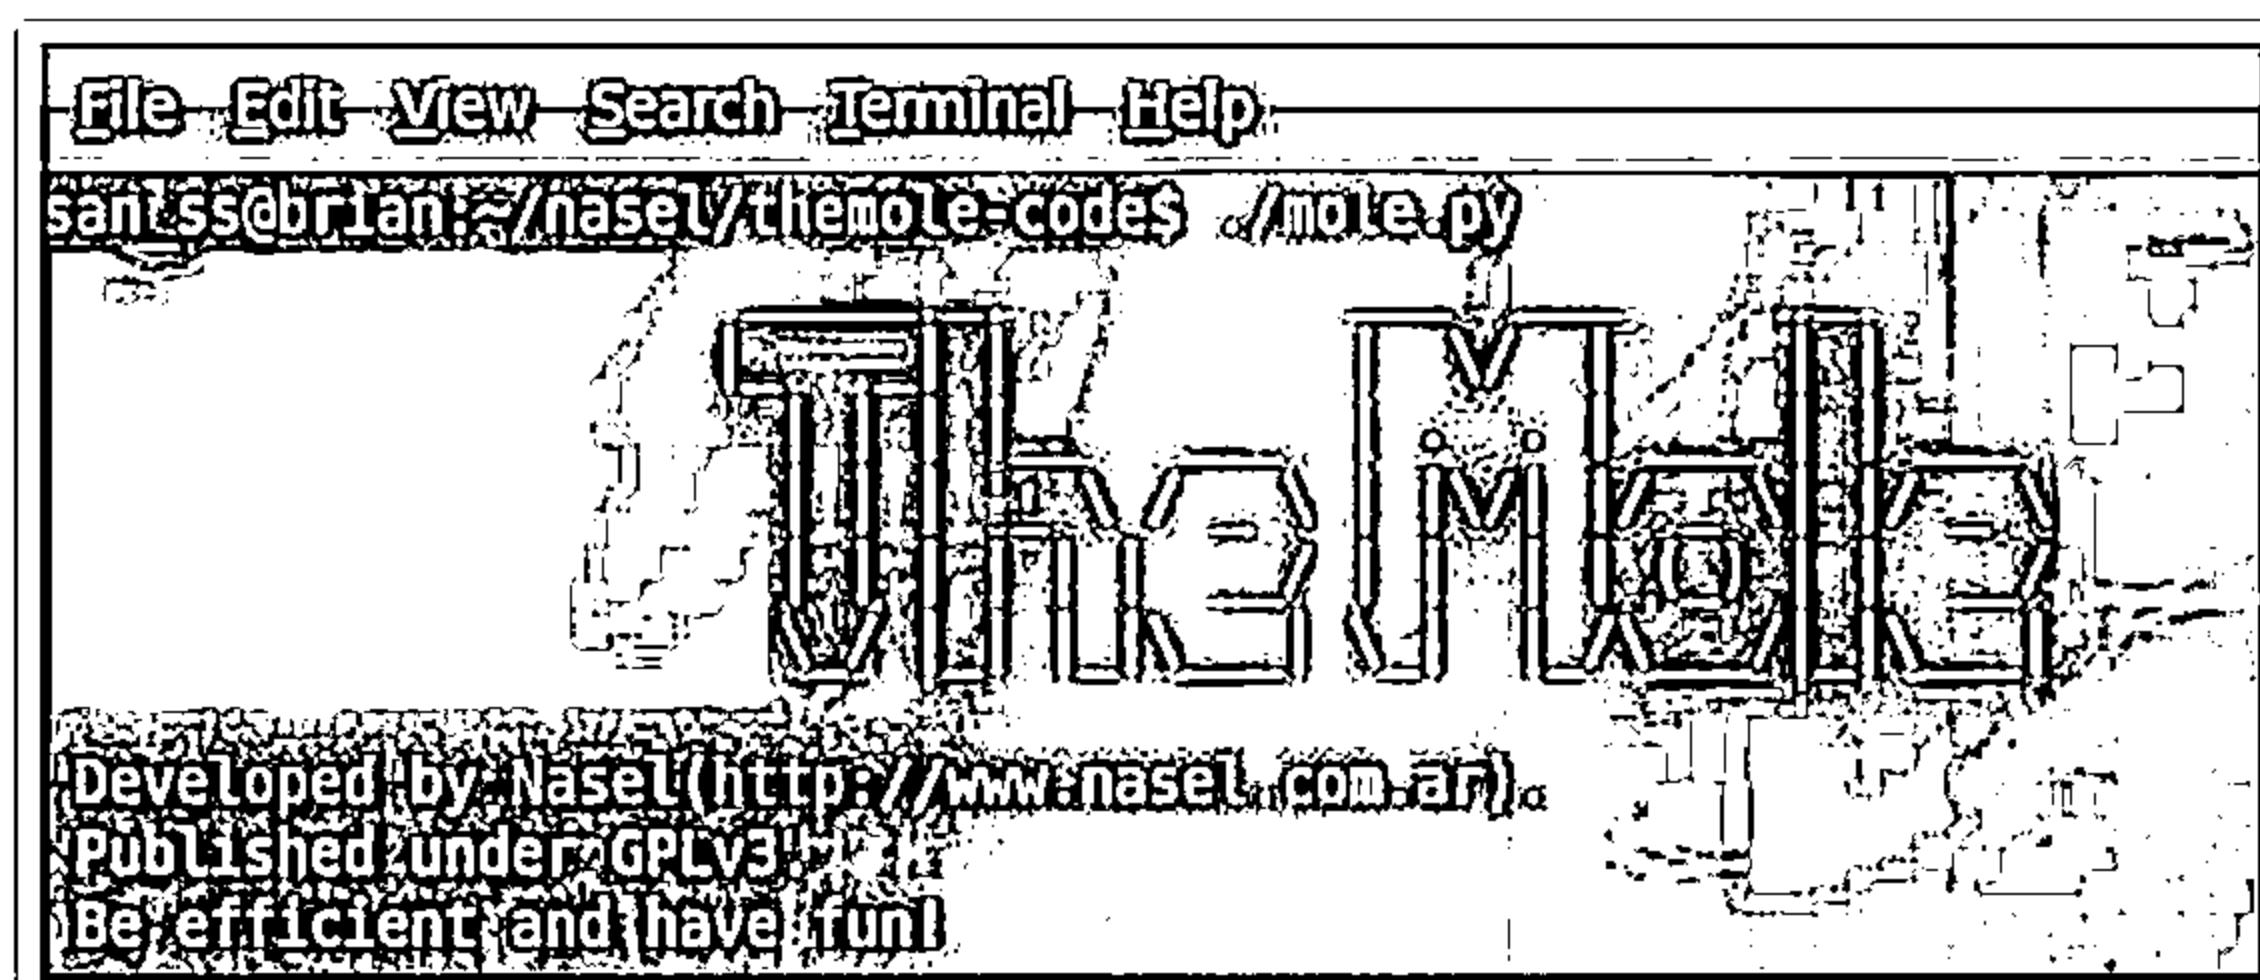 File Edit View Search Terminal Help
santiss@brian:~/nasel/themole-code$ ./mole.py
The Mole
Developed by Nasel(http://www.nasel.com.ar).
Published under GPLv3.
Be efficient and have fun!